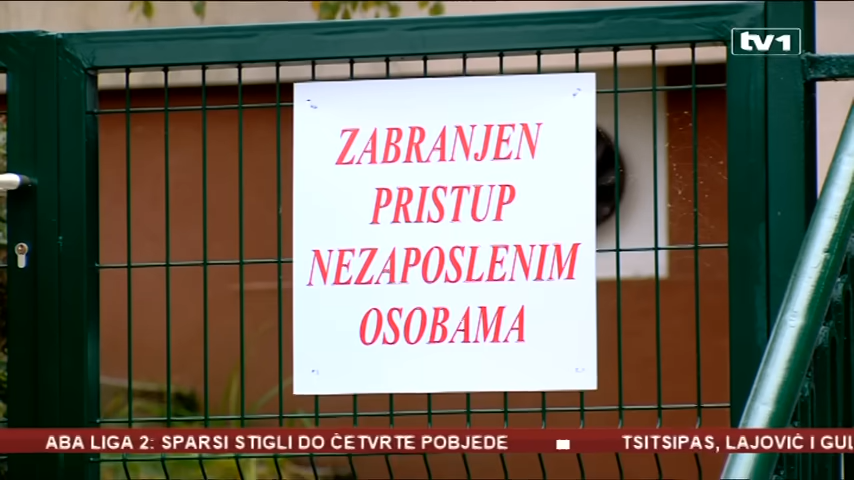 tv1
ZABRANJEN
PRISTUP
NEZAPOSLENIM
OSOBAMA
ABA LIGA 2: SPARSI STIGLI DO ČETVRTE POBJEDE
TSITSIPAS, LAJOVIĆ I